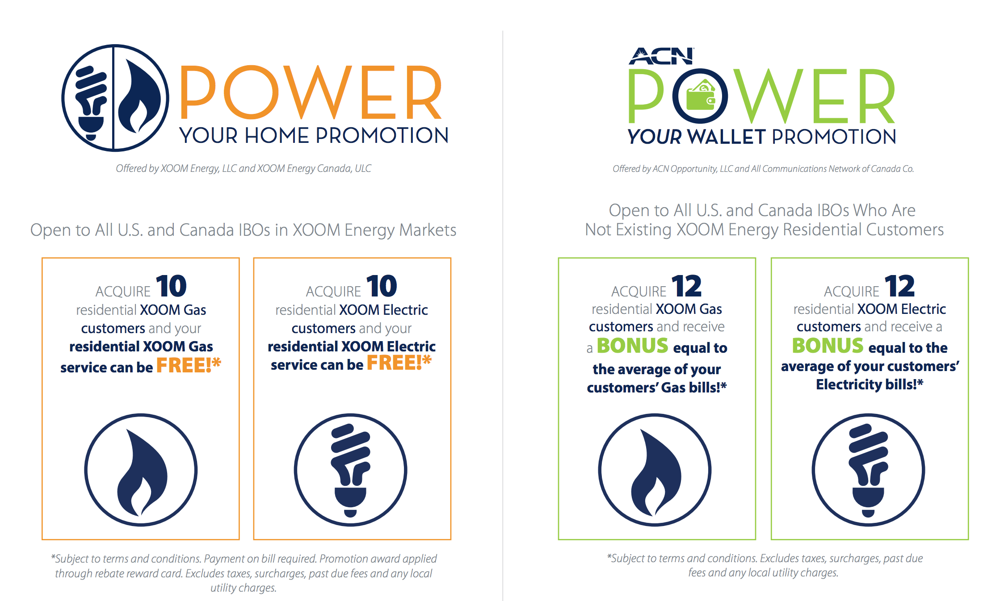 POWER
YOUR HOME PROMOTION
Offered by XOOM Energy, LLC and XOOM Energy Canada, ULC
Open to All U.S. and Canada IBOs in XOOM Energy Markets
ACQUIRE 10
residential XOOM Gas
customers and your
residential XOOM Gas
service can be FREE!*
ACQUIRE 10
residential XOOM Electric
customers and your
residential XOOM Electric
service can be FREE!*
*Subject to terms and conditions. Payment on bill required. Promotion award applied
through rebate reward card. Excludes taxes, surcharges, past due fees and any local
utility charges.
ACN®
POWER
YOUR WALLET PROMOTION
Offered by ACN Opportunity, LLC and All Communications Network of Canada Co.
Open to All U.S. and Canada IBOs Who Are
Not Existing XOOM Energy Residential Customers
ACQUIRE 12
residential XOOM Gas
customers and receive
a BONUS equal to
the average of your
customers’ Gas bills!*
ACQUIRE 12
residential XOOM Electric
customers and receive a
BONUS equal to the
average of your customers’
Electricity bills!*
*Subject to terms and conditions. Excludes taxes, surcharges, past due
fees and any local utility charges.